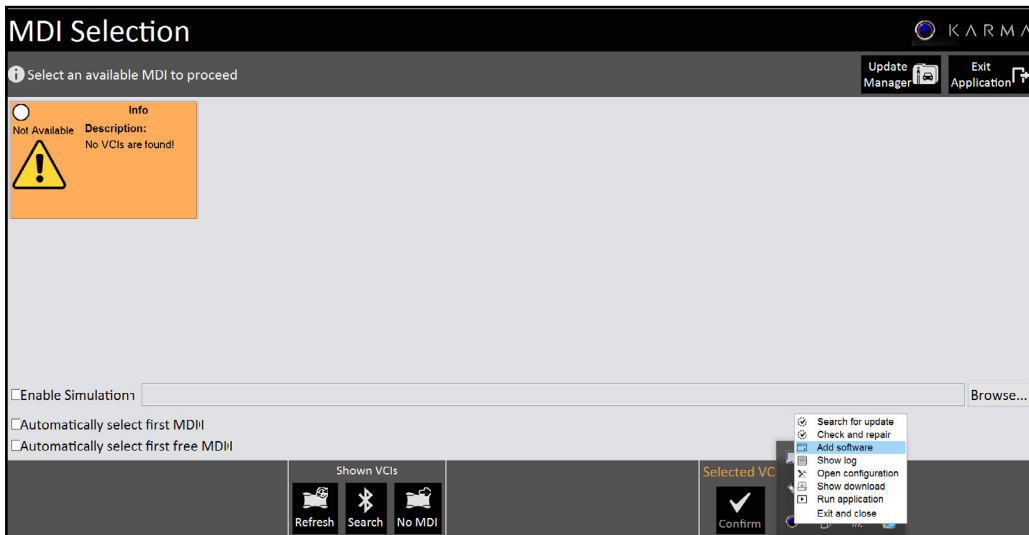 MDI Selection
KARMA
Select an available MDI to proceed
Update
Manager
Exit
Application
Info
Not Available
Description:
No VCIs are found!
Enable Simulation
Browse...
Automatically select first MDI
Automatically select first free MDI
Search for update
Check and repair
Add software
Show log
Open configuration
Show download
Run application
Exit and close
Shown VCIs
Refresh
Search
No MDI
Selected VC
Confirm